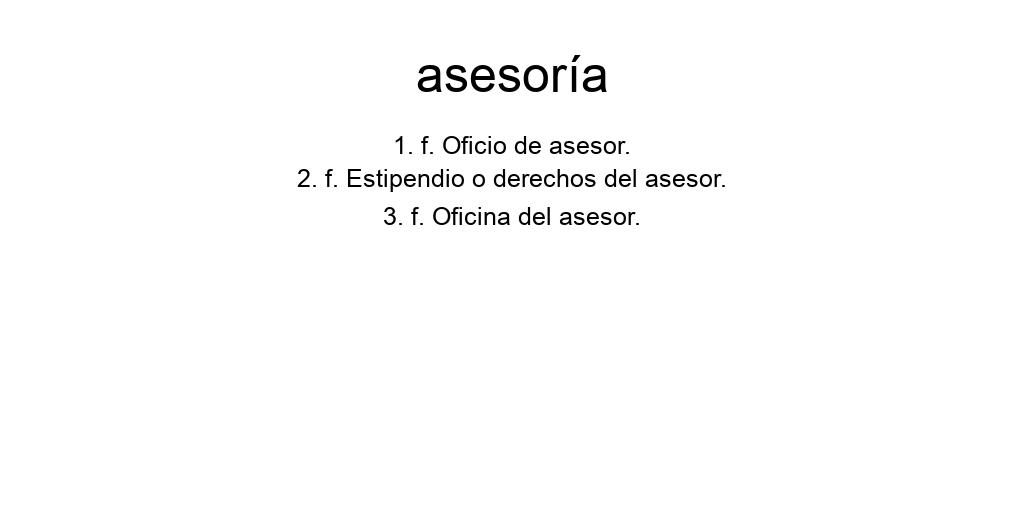 asesoría
1. f. Oficio de asesor.
2. f. Estipendio o derechos del asesor.
3. f. Oficina del asesor.